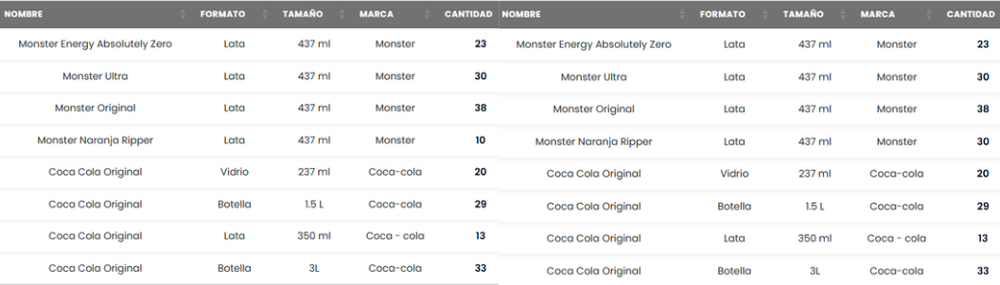 NOMBRE FORMATO TAMAÑO MARCA CANTIDAD NOMBRE FORMATO TAMAÑO MARCA CANTIDAD
Monster Energy Absolutely Zero Lata 437 ml Monster 23 Monster Energy Absolutely Zero Lata 437 ml Monster 23
Monster Ultra Lata 437 ml Monster 30 Monster Ultra Lata 437 ml Monster 30
Monster Original Lata 437 ml Monster 38 Monster Original Lata 437 ml Monster 38
Monster Naranja Ripper Lata 437 ml Monster 10 Monster Naranja Ripper Lata 437 ml Monster 30
Coca Cola Original Vidrio 237 ml Coca-cola 20 Coca Cola Original Vidrio 237 ml Coca-cola 20
Coca Cola Original Botella 1.5 L Coca-cola 29 Coca Cola Original Botella 1.5 L Coca-cola 29
Coca Cola Original Lata 350 ml Coca - cola 13 Coca Cola Original Lata 350 ml Coca - cola 13
Coca Cola Original Botella 3L Coca-cola 33 Coca Cola Original Botella 3L Coca-cola 33